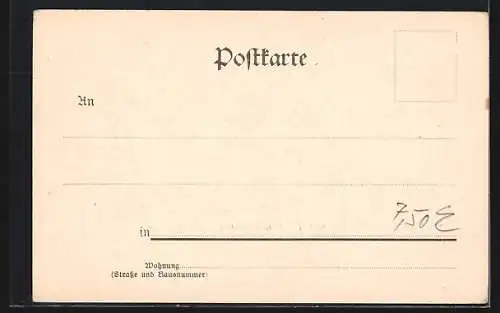 Postkarte.
An
7,50 €
in
Wohnung
(Straße und Hausnummer)